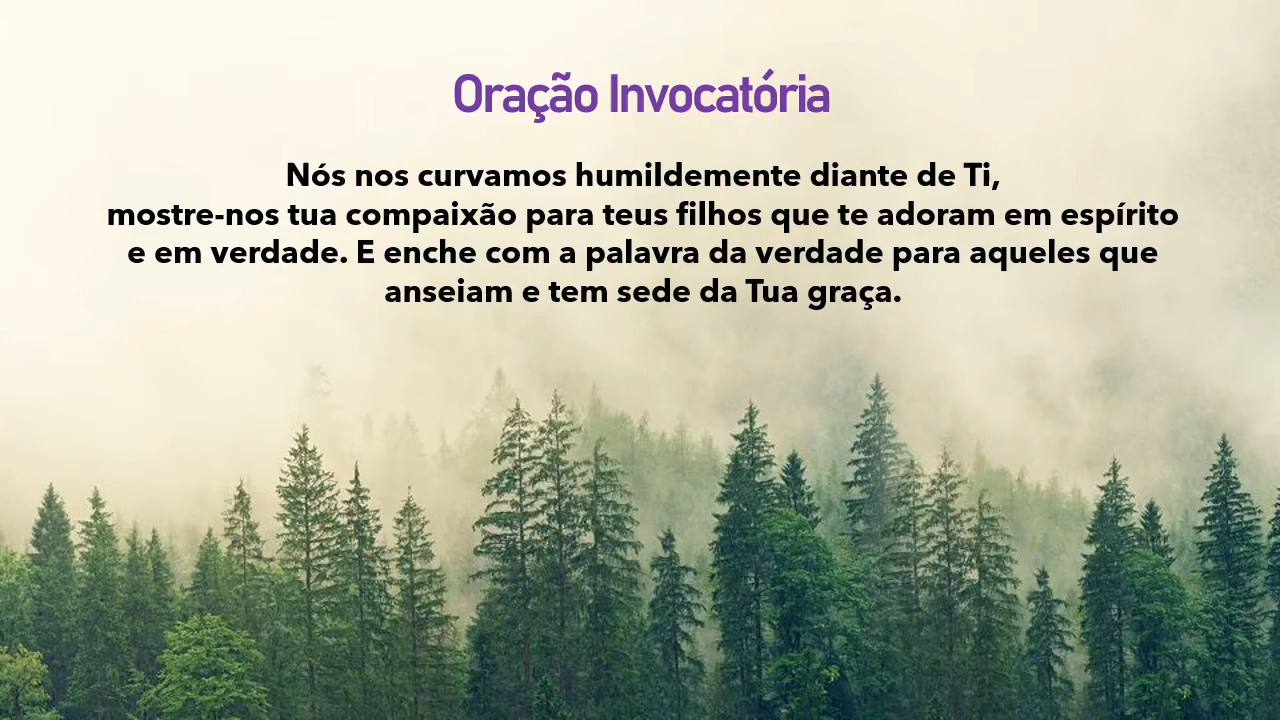 Oração Invocatória
Nós nos curvamos humildemente diante de Ti,
mostre-nos tua compaixão para teus filhos que te adoram em espírito
e em verdade. E enche com a palavra da verdade para aqueles que
anseiam e tem sede da Tua graça.